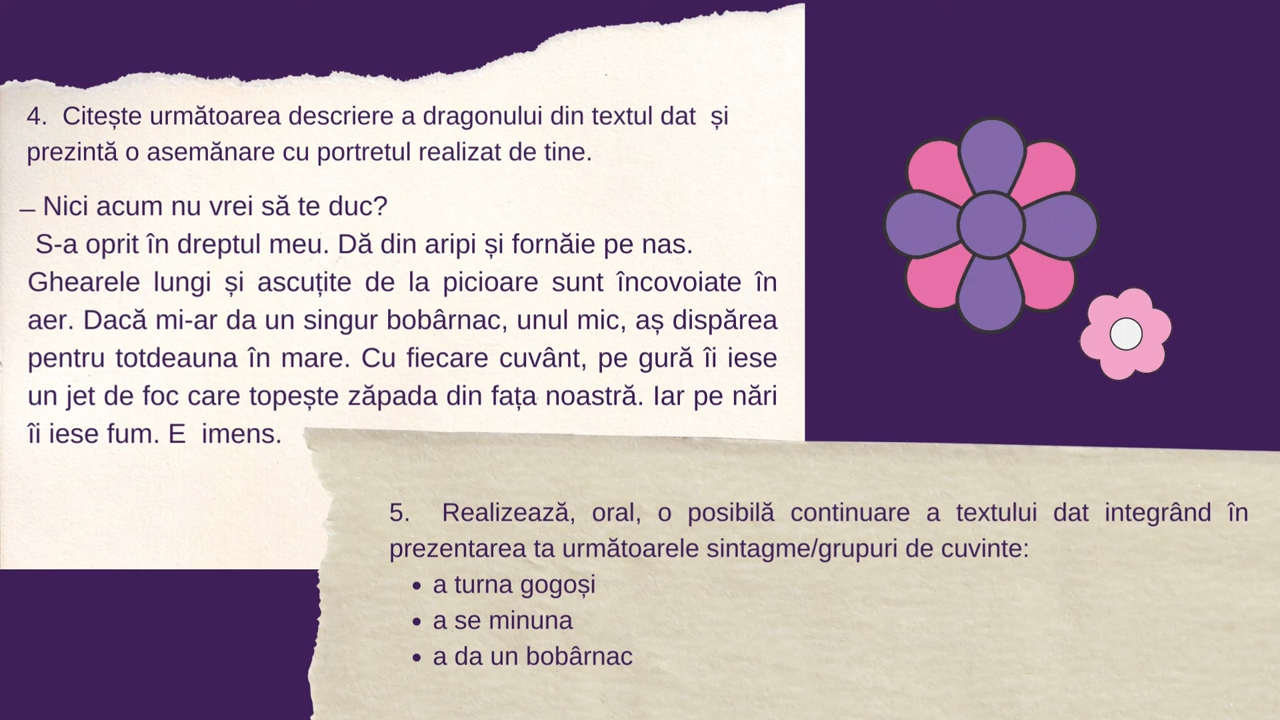 4. Citește următoarea descriere a dragonului din textul dat și
prezintă o asemănare cu portretul realizat de tine.
– Nici acum nu vrei să te duc?
S-a oprit în dreptul meu. Dă din aripi și fornăie pe nas.
Ghearele lungi și ascuțite de la picioare sunt încovoiate în
aer. Dacă mi-ar da un singur bobârnac, unul mic, aș dispărea
pentru totdeauna în mare. Cu fiecare cuvânt, pe gură îi iese
un jet de foc care topește zăpada din fața noastră. Iar pe nări
îi iese fum. E imens.
5. Realizează, oral, o posibilă continuare a textului dat integrând în
prezentarea ta următoarele sintagme/grupuri de cuvinte:
• a turna gogoși
• a se minuna
• a da un bobârnac